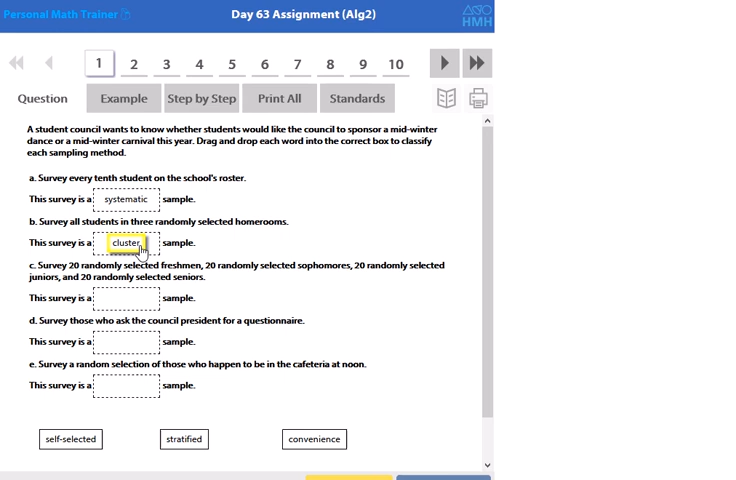 Personal Math Trainer
Day 63 Assignment (Alg2)
HMH
1 2 3 4 5 6 7 8 9 10
Question Example Step by Step Print All Standards
A student council wants to know whether students would like the council to sponsor a mid-winter
dance or a mid-winter carnival this year. Drag and drop each word into the correct box to classify
each sampling method.
a. Survey every tenth student on the school's roster.
This survey is a systematic sample.
b. Survey all students in three randomly selected homerooms.
This survey is a cluster sample.
c. Survey 20 randomly selected freshmen, 20 randomly selected sophomores, 20 randomly selected
juniors, and 20 randomly selected seniors.
This survey is a sample.
d. Survey those who ask the council president for a questionnaire.
This survey is a sample.
e. Survey a random selection of those who happen to be in the cafeteria at noon.
This survey is a sample.
self-selected stratified convenience